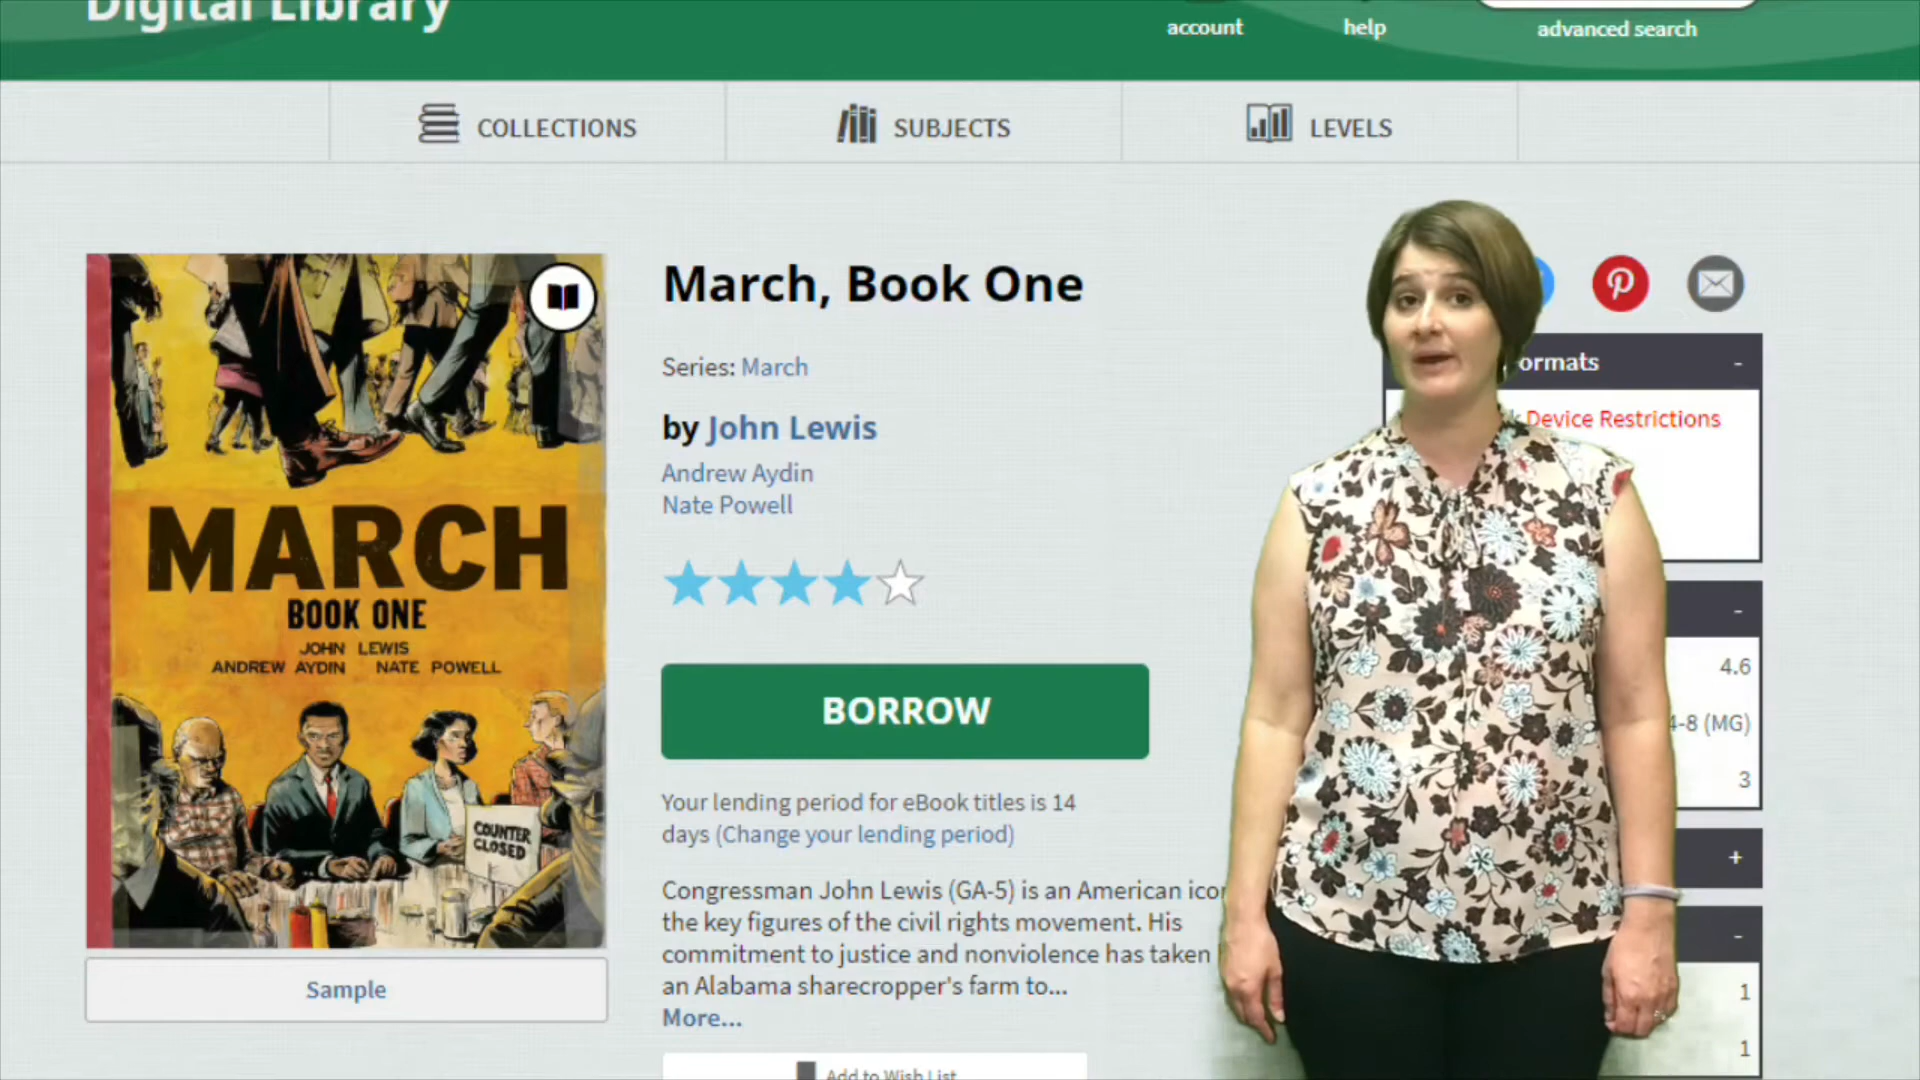 Digital Library
account
help
advanced search
COLLECTIONS
SUBJECTS
LEVELS
MARCH
BOOK ONE
JOHN LEWIS
ANDREW AYDIN NATE POWELL
COUNTER
CLOSED
Sample
March, Book One
Series: March
by John Lewis
Andrew Aydin
Nate Powell
BORROW
Your lending period for eBook titles is 14
days (Change your lending period)
Congressman John Lewis (GA-5) is an American
the key figures of the civil rights movement. His
commitment to justice and nonviolence has taken
an Alabama sharecropper's farm to...
More...
Add to Wish List
-
Device Restrictions
-
4.6
4-8 (MG)
3
+
-
1
1